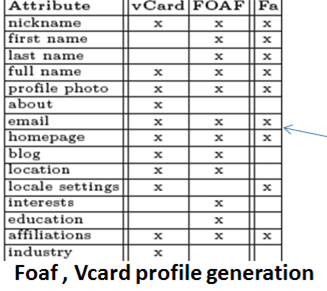 Attribute vCard FOAF Fa
nickname x x x
first name x x
last name x x
full name x x x
profile photo x x x
about x
email x x x
homepage x x x
blog x x
location x x
locale settings x x
interests x
education x
affiliations x x x
industry x
Foaf , Vcard profile generation